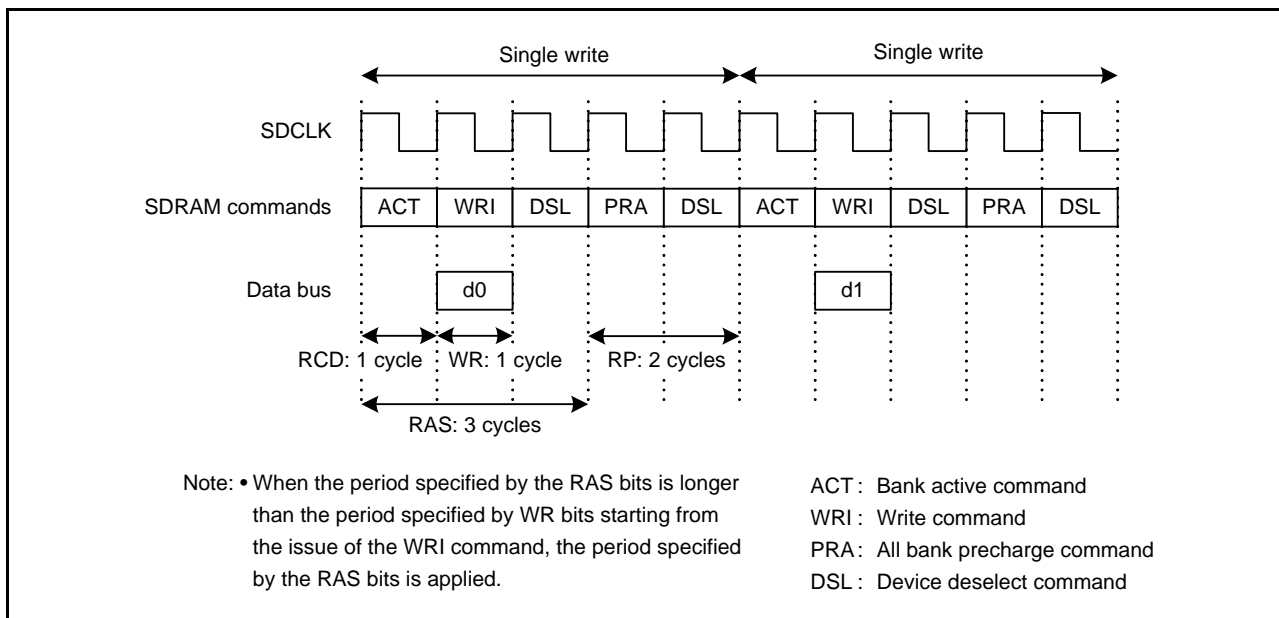 Single write Single write
SDCLK
SDRAM commands ACT WRI DSL PRA DSL ACT WRI DSL PRA DSL
Data bus d0 d1
RCD: 1 cycle WR: 1 cycle RP: 2 cycles
RAS: 3 cycles
Note: • When the period specified by the RAS bits is longer
than the period specified by WR bits starting from
the issue of the WRI command, the period specified
by the RAS bits is applied.
ACT : Bank active command
WRI : Write command
PRA : All bank precharge command
DSL : Device deselect command